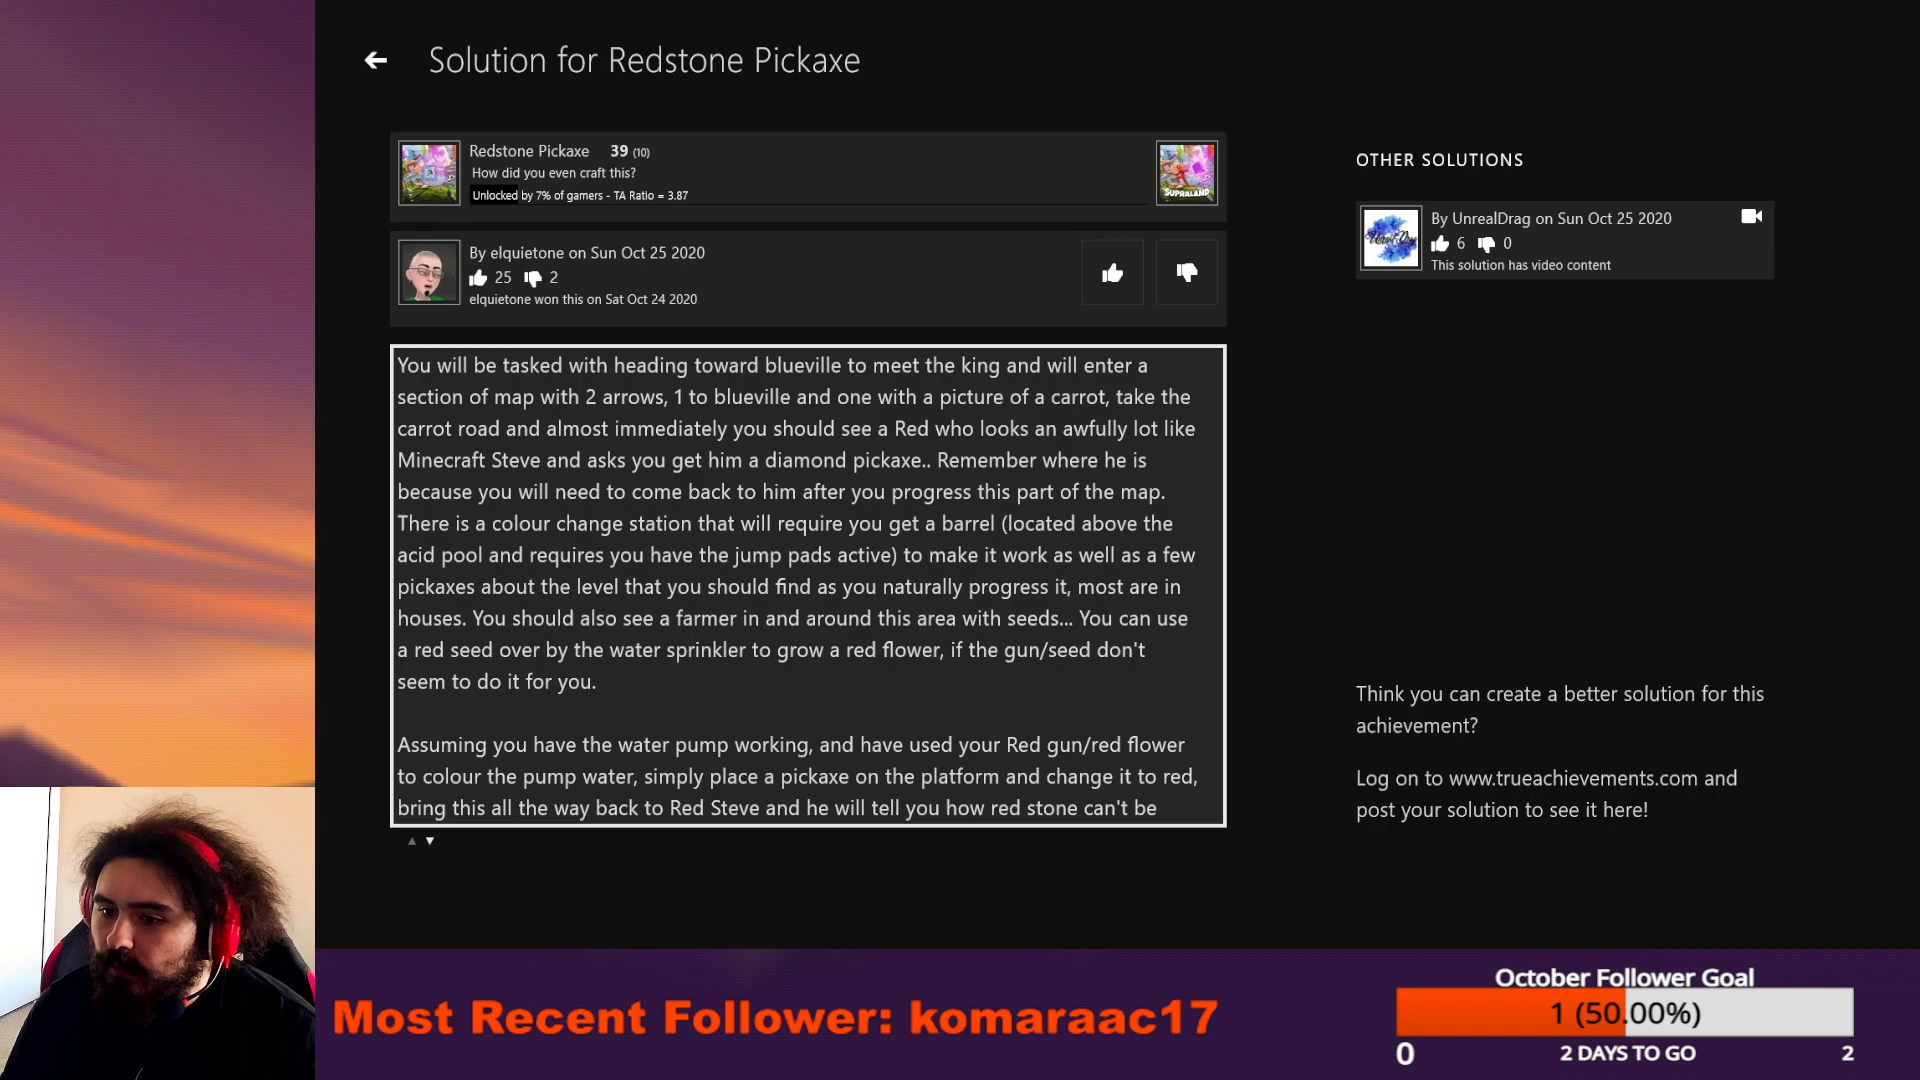 Solution for Redstone Pickaxe
Redstone Pickaxe 39 (10)
How did you even craft this?
Unlocked by 7% of gamers - TA Ratio = 3.87
SUPRALAND
By elquietone on Sun Oct 25 2020
25 2
elquietone won this on Sat Oct 24 2020
You will be tasked with heading toward blueville to meet the king and will enter a
section of map with 2 arrows, 1 to blueville and one with a picture of a carrot, take the
carrot road and almost immediately you should see a Red who looks an awfully lot like
Minecraft Steve and asks you get him a diamond pickaxe.. Remember where he is
because you will need to come back to him after you progress this part of the map.
There is a colour change station that will require you get a barrel (located above the
acid pool and requires you have the jump pads active) to make it work as well as a few
pickaxes about the level that you should find as you naturally progress it, most are in
houses. You should also see a farmer in and around this area with seeds... You can use
a red seed over by the water sprinkler to grow a red flower, if the gun/seed don't
seem to do it for you.
Assuming you have the water pump working, and have used your Red gun/red flower
to colour the pump water, simply place a pickaxe on the platform and change it to red,
bring this all the way back to Red Steve and he will tell you how red stone can't be
OTHER SOLUTIONS
By UnrealDrag on Sun Oct 25 2020
6 0
This solution has video content
Think you can create a better solution for this
achievement?
Log on to www.trueachievements.com and
post your solution to see it here!
Most Recent Follower: komaraac17
October Follower Goal
1 (50.00%)
0 2 DAYS TO GO 2